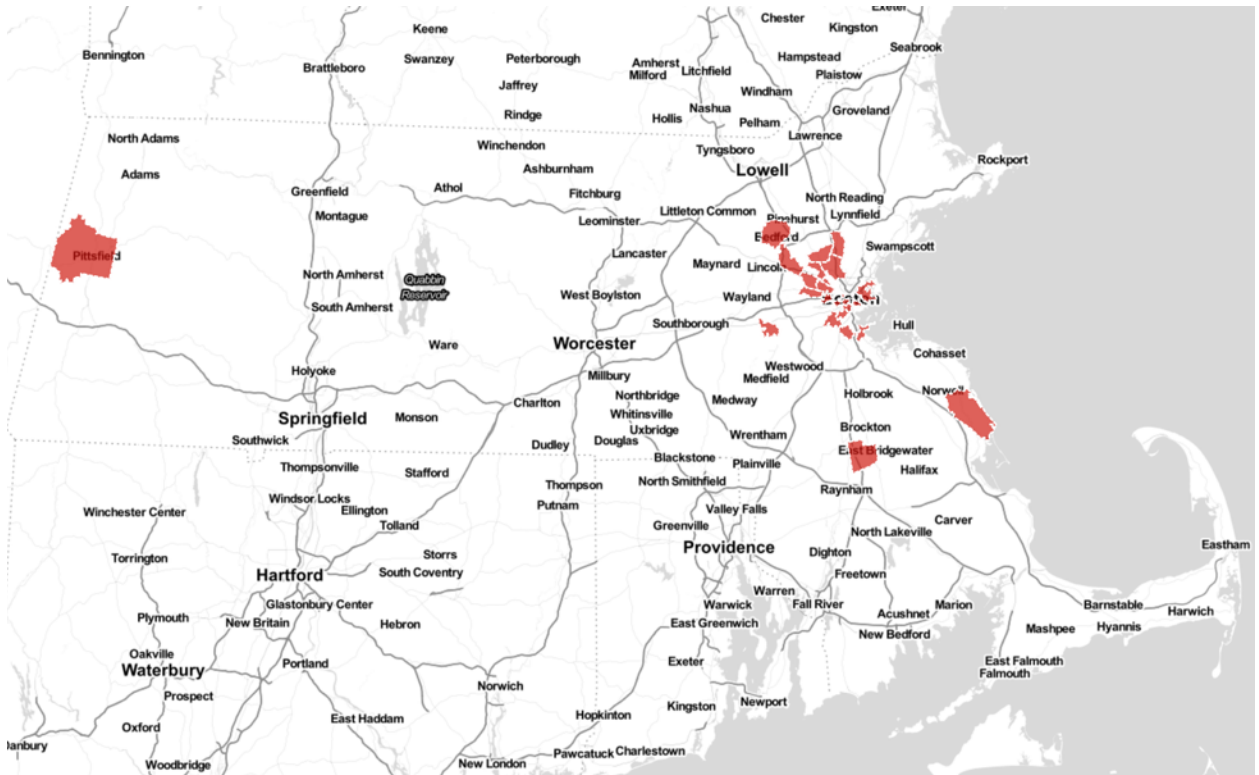 Exeter
Chester
Kingston
Keene
Seabrook
Bennington
Swanzey
Peterborough
Hampstead
Amherst
Milford
Litchfield
Brattleboro
Plaistow
Jaffrey
Windham
Nashua
Groveland
Rindge
Hollis
Pelham
Lawrence
North Adams
Winchendon
Tyngsboro
Rockport
Ashburnham
Lowell
Adams
Greenfield
Athol
Fitchburg
North Reading
Montague
Littleton Common
Pinehurst
Lynnfield
Leominster
Bedford
Swampscott
Pittsfield
Lancaster
Maynard
Lincoln
North Amherst
Quabbin
Reservoir
West Boylston
Wayland
Boston
South Amherst
Southborough
Hull
Ware
Worcester
Cohasset
Westwood
Holyoke
Millbury
Medfield
Norwell
Northbridge
Holbrook
Charlton
Medway
Springfield
Monson
Whitinsville
Brockton
Uxbridge
Southwick
Dudley
Douglas
Wrentham
East Bridgewater
Blackstone
Thompsonville
Stafford
Plainville
Halifax
Thompson
North Smithfield
Raynham
Windsor Locks
Putnam
Winchester Center
Ellington
Valley Falls
Tolland
Greenville
Carver
North Lakeville
Torrington
Storrs
Providence
Dighton
Eastham
Hartford
South Coventry
Freetown
Warren
Glastonbury Center
Warwick
Fall River
Marion
Barnstable
Plymouth
New Britain
Hebron
East Greenwich
Acushnet
Harwich
New Bedford
Mashpee
Hyannis
Oakville
Portland
Exeter
East Falmouth
Waterbury
Falmouth
Prospect
Norwich
Newport
Kingston
Oxford
East Haddam
Hopkinton
Danbury
Pawcatuck
Charlestown
Woodbridge
New London